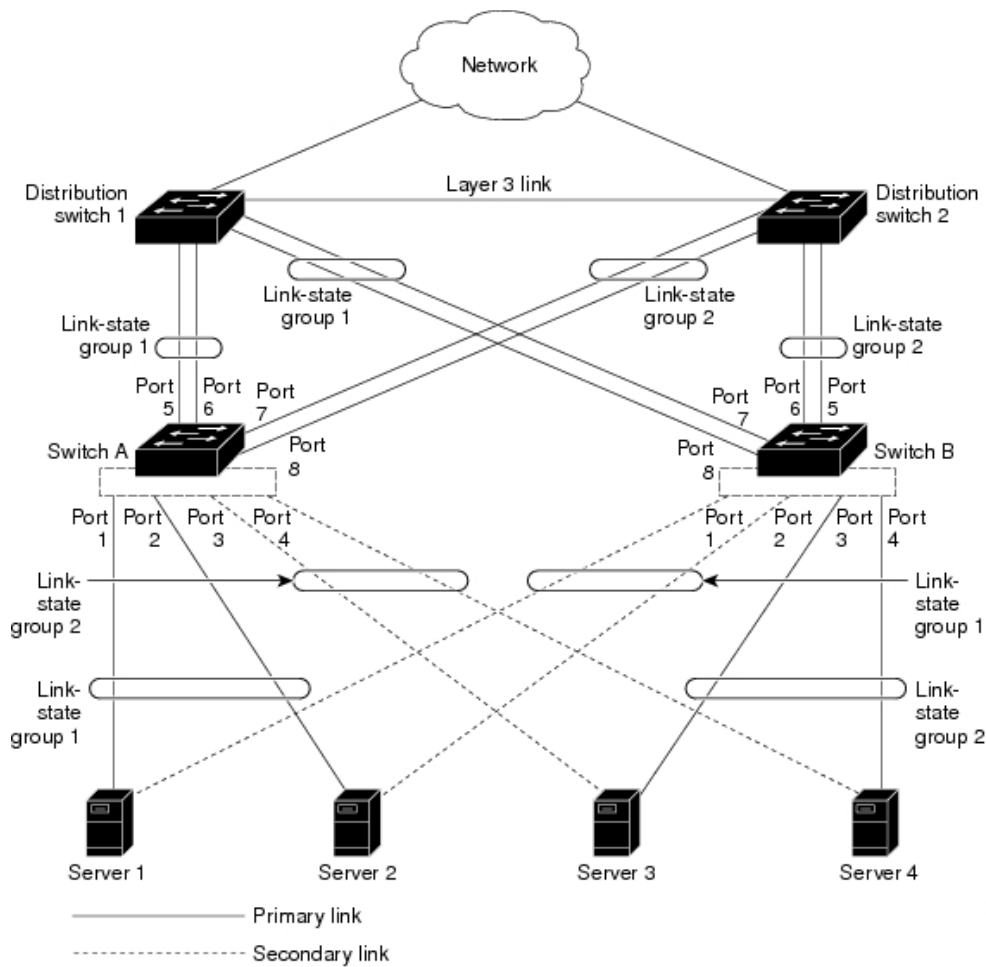 Network
Layer 3 link
Distribution
switch 1
Distribution
switch 2
Link-state
group 1
Link-state
group 2
Link-state
group 1
Link-state
group 2
Port
5
Port
6
Port
7
Port
8
Port
7
Port
6
Port
5
Port
8
Switch A
Switch B
Port
1
Port
2
Port
3
Port
4
Port
1
Port
2
Port
3
Port
4
Link-
state
group 2
Link-
state
group 1
Link-
state
group 1
Link-
state
group 2
Server 1
Server 2
Server 3
Server 4
Primary link
Secondary link